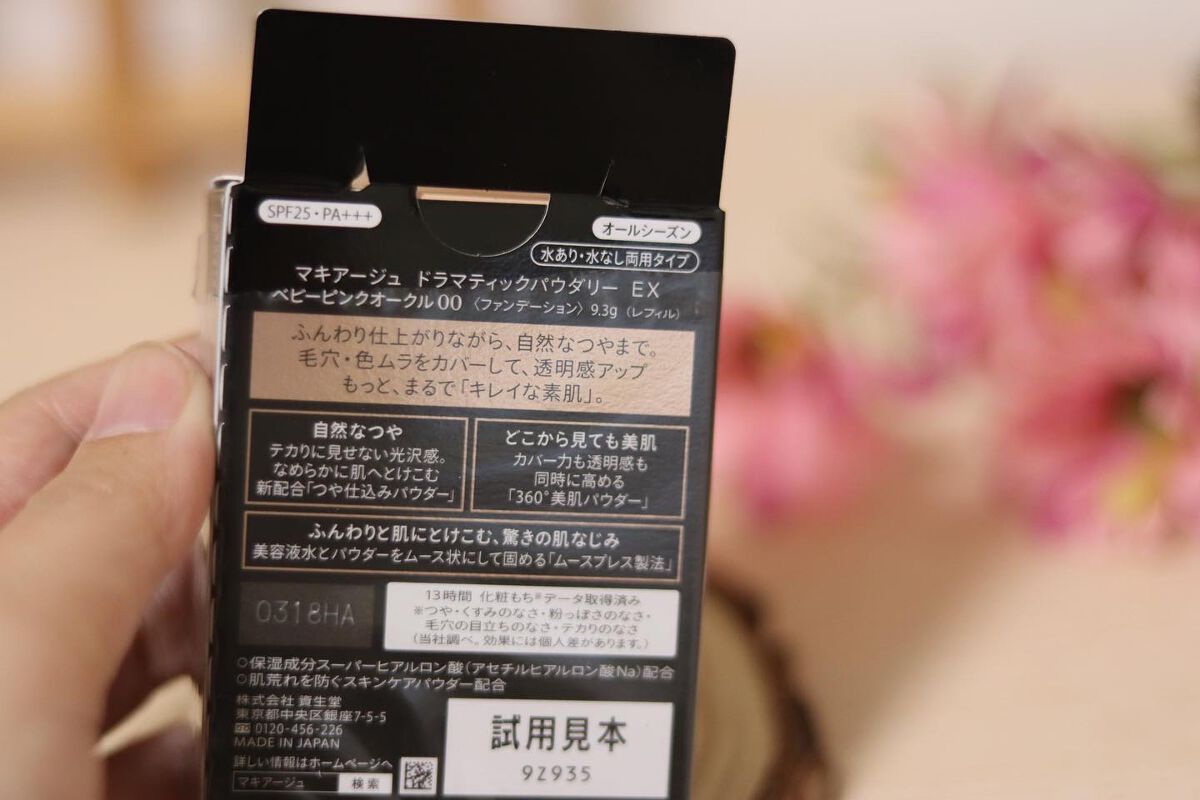 SPF25・PA+++
オールシーズン
水あり・水なし両用タイプ
マキアージュ ドラマティックパウダリー EX
ベビーピンクオークル00 〈ファンデーション〉 9.3g (レフィル)
ふんわり仕上がりながら、自然なつやまで。
毛穴・色ムラをカバーして、透明感アップ
もっと、まるで「キレイな素肌」。
自然なつや
テカリに見せない光沢感。
なめらかに肌へとけこむ
新配合「つや仕込みパウダー」
どこから見ても美肌
カバー力も透明感も
同時に高める
「360°美肌パウダー」
ふんわりと肌にとけこむ、驚きの肌なじみ
美容液水とパウダーをムース状にして固める「ムースプレス製法」
0318HA
13時間 化粧もち※データ取得済み
※つや・くすみのなさ・粉っぽさのなさ・
毛穴の目立ちのなさ・テカリのなさ
(当社調べ。効果には個人差があります。)
○保湿成分スーパーヒアルロン酸(アセチルヒアルロン酸Na)配合
○肌荒れを防ぐスキンケアパウダー配合
株式会社 資生堂
東京都中央区銀座7-5-5
0120-456-226
MADE IN JAPAN
詳しい情報はホームページへ
マキアージュ 検索
試用見本
9Z935